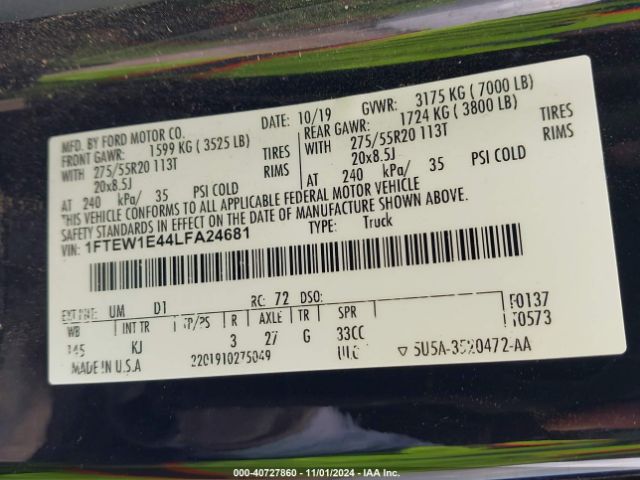 MFD. BY FORD MOTOR CO. DATE: 10/19 GVWR: 3175 KG ( 7000 LB)
FRONT GAWR: 1599 KG ( 3525 LB) REAR GAWR: 1724 KG ( 3800 LB)
WITH 275/55R20 113T TIRES WITH 275/55R20 113T TIRES
20x8.5J RIMS 20x8.5J RIMS
AT 240 kPa/ 35 PSI COLD AT 240 kPa/ 35 PSI COLD
THIS VEHICLE CONFORMS TO ALL APPLICABLE FEDERAL MOTOR VEHICLE
SAFETY STANDARDS IN EFFECT ON THE DATE OF MANUFACTURE SHOWN ABOVE.
VIN: 1FTEW1E44LFA24681 TYPE: Truck
EXT PNT: UM D1 RC: 72 DSO:
WB INT TR TP/PS R AXLE TR SPR F0137
145 KJ 3 27 G 33CC T0573
MADE IN U.S.A 2201910275049 5U5A-3520472-AA
000-40727860 - 11/01/2024 - IAA Inc.